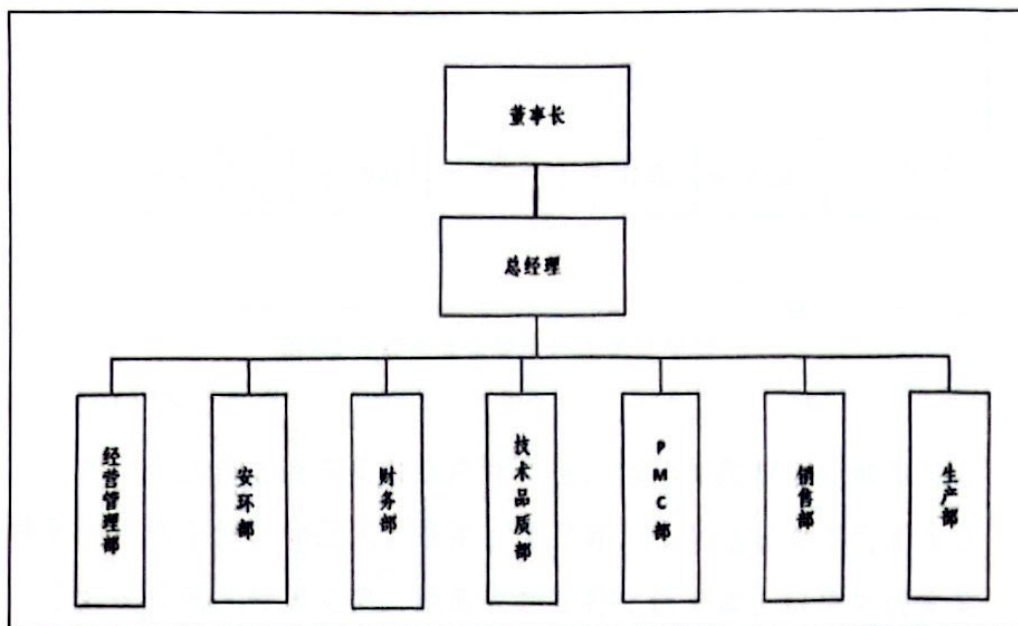 董事长
总经理
经营管理部
安环部
财务部
技术品质部
PMC部
销售部
生产部